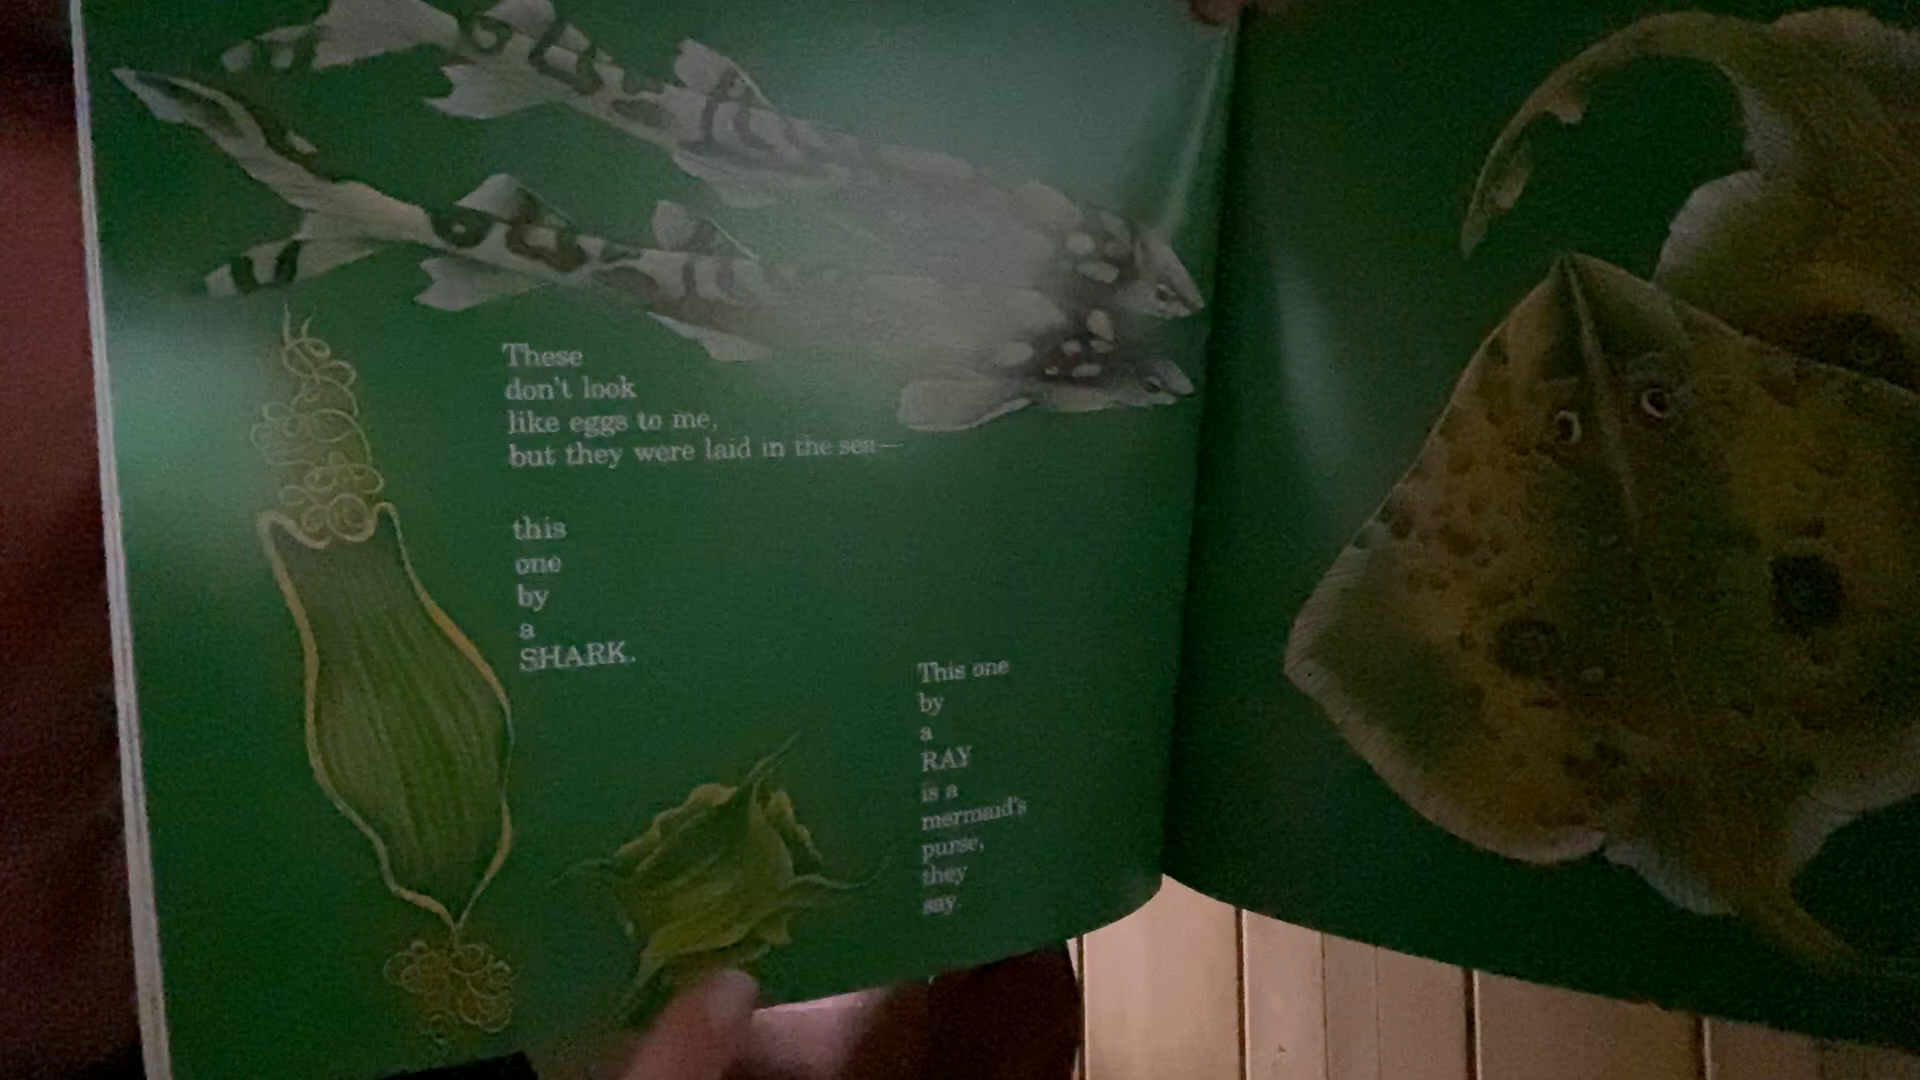 These
don't look
like eggs to me,
but they were laid in the sea—
this
one
by
a
SHARK.
This one
by
a
RAY
is a
mermaid's
purse,
they
say.